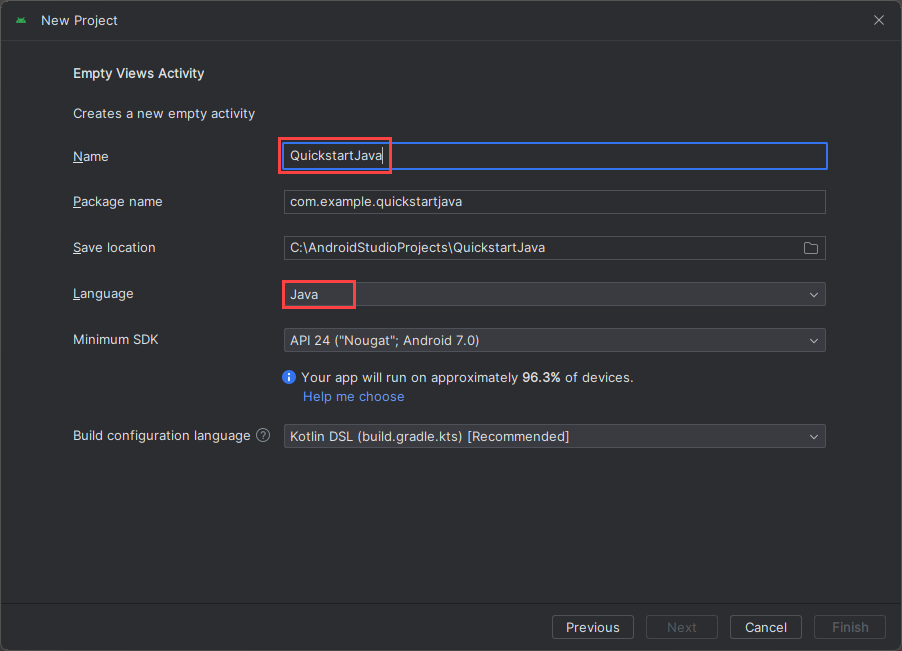 New Project
Empty Views Activity
Creates a new empty activity
Name QuickstartJava
Package name com.example.quickstartjava
Save location C:\AndroidStudioProjects\QuickstartJava
Language Java
Minimum SDK API 24 ("Nougat"; Android 7.0)
Your app will run on approximately 96.3% of devices.
Help me choose
Build configuration language ? Kotlin DSL (build.gradle.kts) [Recommended]
Previous Next Cancel Finish